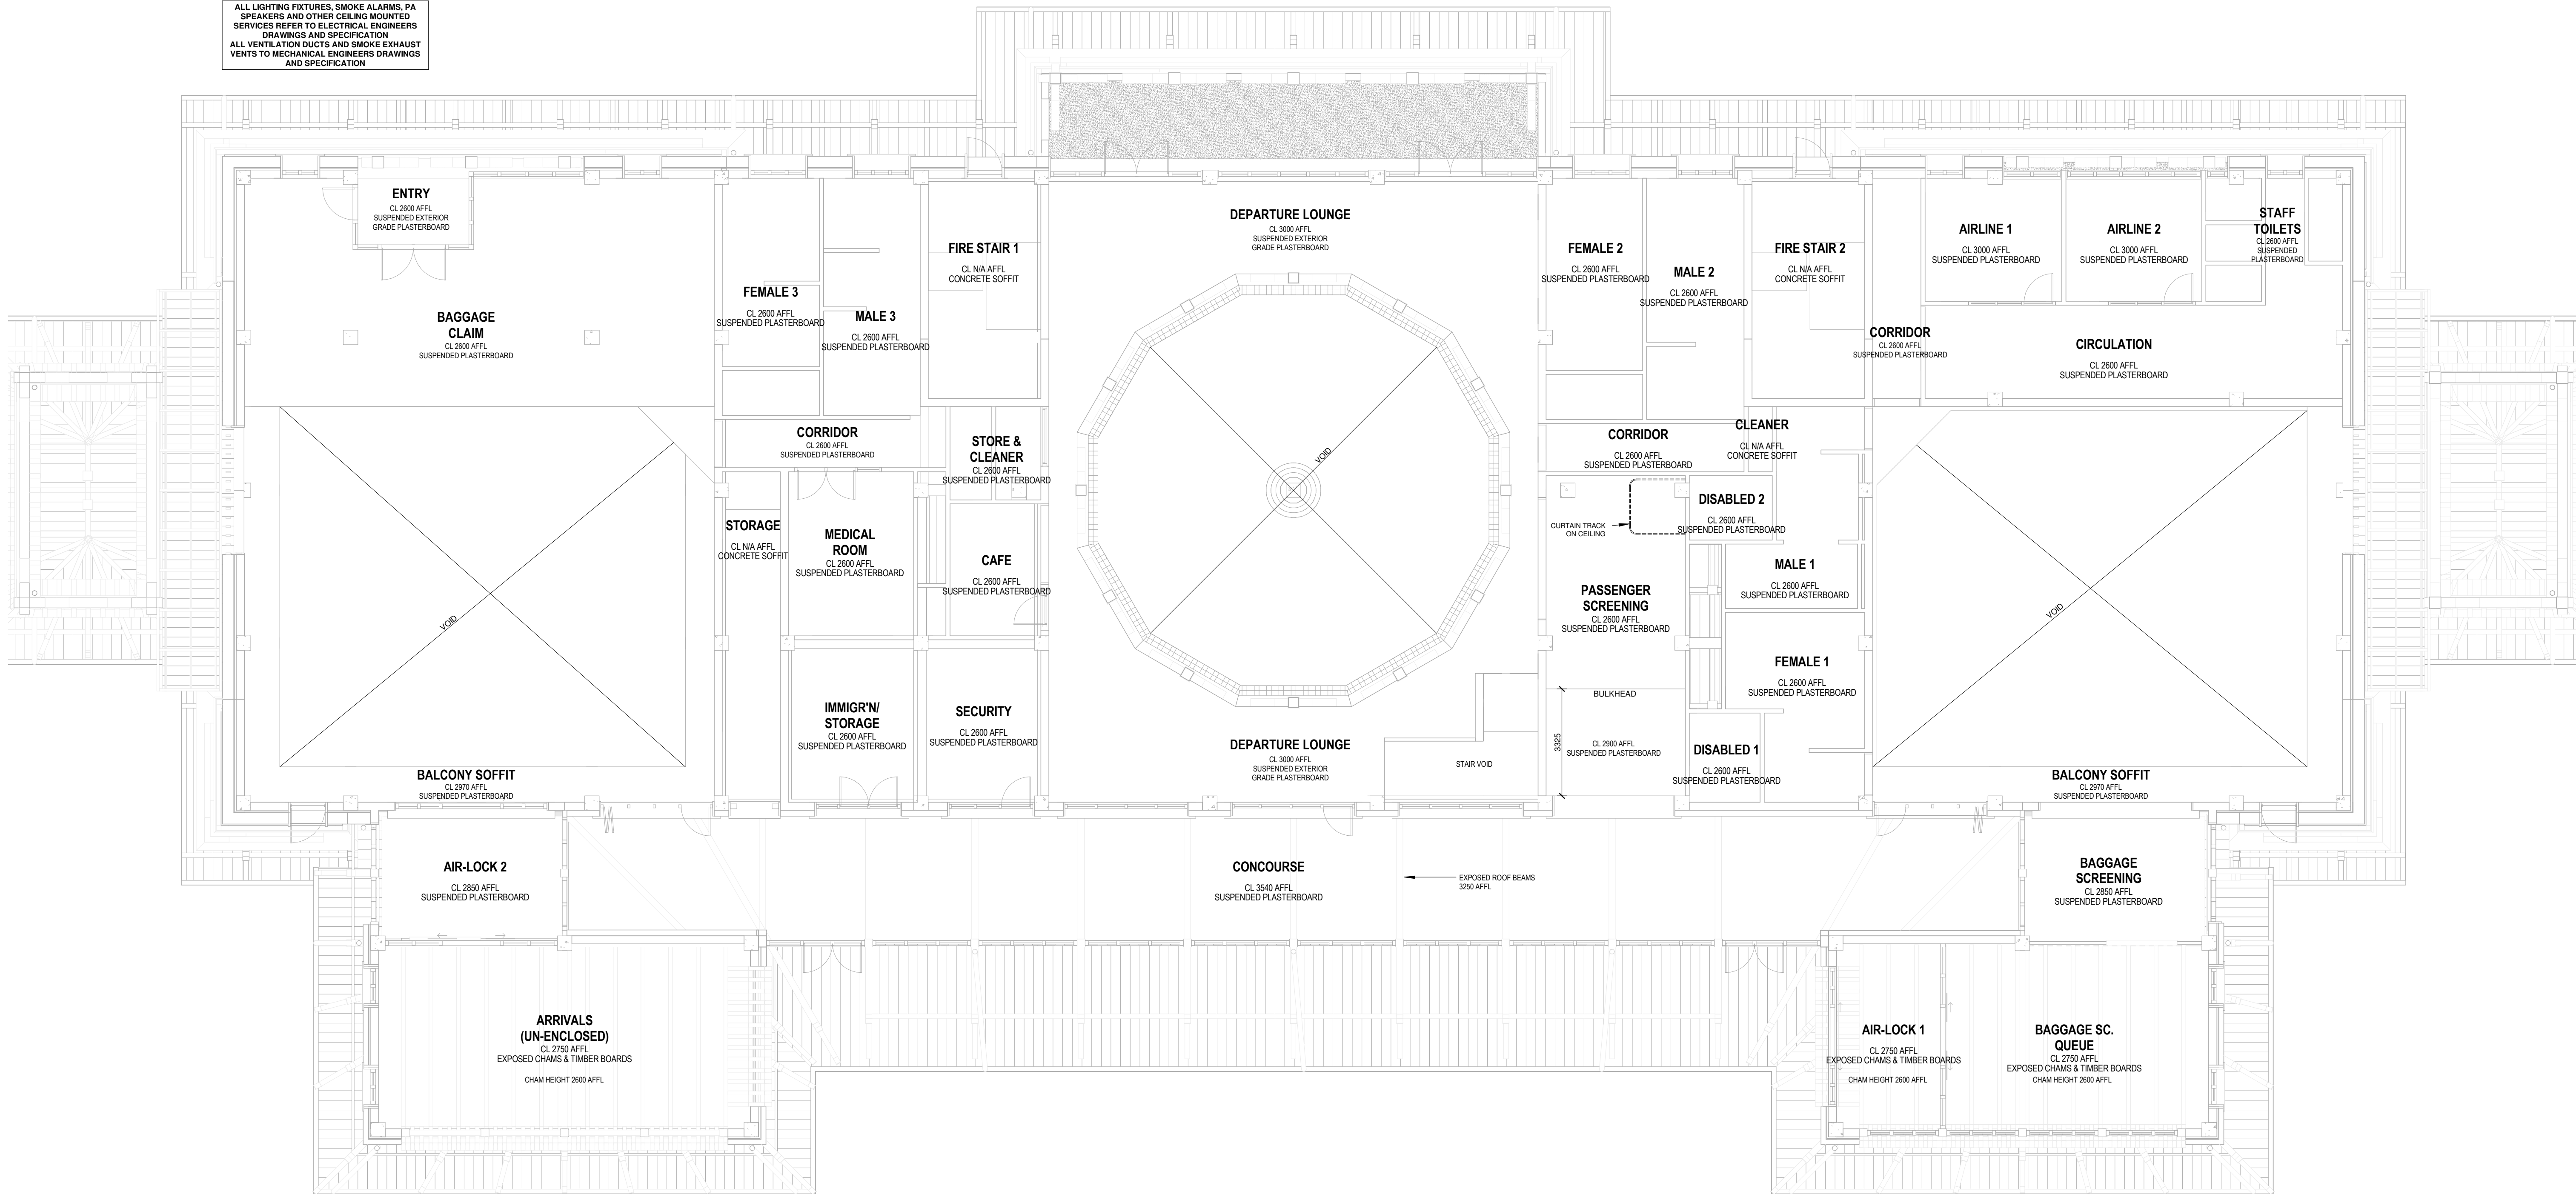 ALL LIGHTING FIXTURES, SMOKE ALARMS, PA
SPEAKERS AND OTHER CEILING MOUNTED
SERVICES REFER TO ELECTRICAL ENGINEERS
DRAWINGS AND SPECIFICATION
ALL VENTILATION DUCTS AND SMOKE EXHAUST
VENTS TO MECHANICAL ENGINEERS DRAWINGS
AND SPECIFICATION
ENTRY
CL 2600 AFFL
SUSPENDED EXTERIOR
GRADE PLASTERBOARD
BAGGAGE
CLAIM
CL 2600 AFFL
SUSPENDED PLASTERBOARD
FEMALE 3
CL 2600 AFFL
SUSPENDED PLASTERBOARD
MALE 3
CL 2600 AFFL
SUSPENDED PLASTERBOARD
FIRE STAIR 1
CL N/A AFFL
CONCRETE SOFFIT
DEPARTURE LOUNGE
CL 3000 AFFL
SUSPENDED EXTERIOR
GRADE PLASTERBOARD
FEMALE 2
CL 2600 AFFL
SUSPENDED PLASTERBOARD
MALE 2
CL 2600 AFFL
SUSPENDED PLASTERBOARD
FIRE STAIR 2
CL N/A AFFL
CONCRETE SOFFIT
CORRIDOR
CL 2600 AFFL
SUSPENDED PLASTERBOARD
AIRLINE 1
CL 3000 AFFL
SUSPENDED PLASTERBOARD
AIRLINE 2
CL 3000 AFFL
SUSPENDED PLASTERBOARD
STAFF
TOILETS
CL 2600 AFFL
SUSPENDED
PLASTERBOARD
CIRCULATION
CL 2600 AFFL
SUSPENDED PLASTERBOARD
CORRIDOR
CL 2600 AFFL
SUSPENDED PLASTERBOARD
STORE &
CLEANER
CL 2600 AFFL
SUSPENDED PLASTERBOARD
VOID
CORRIDOR
CL 2600 AFFL
SUSPENDED PLASTERBOARD
CLEANER
CL N/A AFFL
CONCRETE SOFFIT
STORAGE
CL N/A AFFL
CONCRETE SOFFIT
MEDICAL
ROOM
CL 2600 AFFL
SUSPENDED PLASTERBOARD
CAFE
CL 2600 AFFL
SUSPENDED PLASTERBOARD
CURTAIN TRACK
ON CEILING
DISABLED 2
CL 2600 AFFL
SUSPENDED PLASTERBOARD
MALE 1
CL 2600 AFFL
SUSPENDED PLASTERBOARD
PASSENGER
SCREENING
CL 2600 AFFL
SUSPENDED PLASTERBOARD
VOID
VOID
FEMALE 1
CL 2600 AFFL
SUSPENDED PLASTERBOARD
BULKHEAD
IMMIGR'N/
STORAGE
CL 2600 AFFL
SUSPENDED PLASTERBOARD
SECURITY
CL 2600 AFFL
SUSPENDED PLASTERBOARD
DEPARTURE LOUNGE
CL 3000 AFFL
SUSPENDED EXTERIOR
GRADE PLASTERBOARD
STAIR VOID
3325
CL 2900 AFFL
SUSPENDED PLASTERBOARD
DISABLED 1
CL 2600 AFFL
SUSPENDED PLASTERBOARD
BALCONY SOFFIT
CL 2970 AFFL
SUSPENDED PLASTERBOARD
BALCONY SOFFIT
CL 2970 AFFL
SUSPENDED PLASTERBOARD
AIR-LOCK 2
CL 2850 AFFL
SUSPENDED PLASTERBOARD
CONCOURSE
CL 3540 AFFL
SUSPENDED PLASTERBOARD
EXPOSED ROOF BEAMS
3250 AFFL
BAGGAGE
SCREENING
CL 2850 AFFL
SUSPENDED PLASTERBOARD
ARRIVALS
(UN-ENCLOSED)
CL 2750 AFFL
EXPOSED CHAMS & TIMBER BOARDS
CHAM HEIGHT 2600 AFFL
AIR-LOCK 1
CL 2750 AFFL
EXPOSED CHAMS & TIMBER BOARDS
CHAM HEIGHT 2600 AFFL
BAGGAGE SC.
QUEUE
CL 2750 AFFL
EXPOSED CHAMS & TIMBER BOARDS
CHAM HEIGHT 2600 AFFL